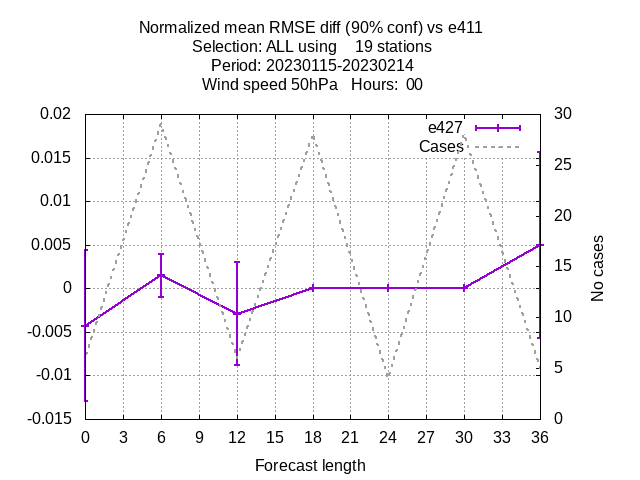 Normalized mean RMSE diff (90% conf) vs e411
Selection: ALL using    19 stations
Period: 20230115-20230214
Wind speed 50hPa   Hours:  00
0.02
0.015
0.01
0.005
0
-0.005
-0.01
-0.015
e427
Cases
30
25
20
15
10
5
0
No cases
0 3 6 9 12 15 18 21 24 27 30 33 36
Forecast length